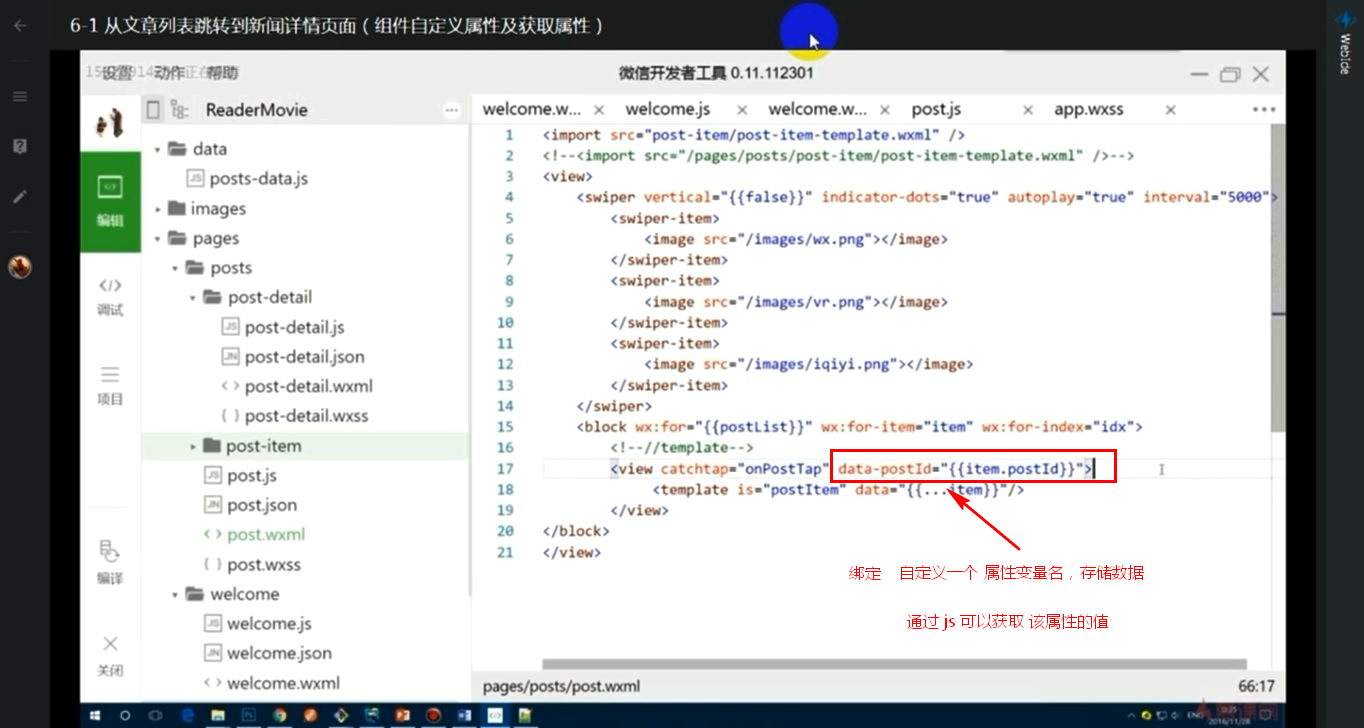 6-1 从文章列表跳转到新闻详情页面（组件自定义属性及获取属性）
WebIde
设置 动作 帮助
微信开发者工具 0.11.112301
ReaderMovie
welcome.w... welcome.js welcome.w... post.js app.wxss
编辑
调试
项目
编译
关闭
data
posts-data.js
images
pages
posts
post-detail
post-detail.js
post-detail.json
post-detail.wxml
post-detail.wxss
post-item
post.js
post.json
post.wxml
post.wxss
welcome
welcome.js
welcome.json
welcome.wxml
1 <import src="post-item/post-item-template.wxml" />
2 <!--<import src="/pages/posts/post-item/post-item-template.wxml" />-->
3 <view>
4 <swiper vertical="{{false}}" indicator-dots="true" autoplay="true" interval="5000">
5 <swiper-item>
6 <image src="/images/wx.png"></image>
7 </swiper-item>
8 <swiper-item>
9 <image src="/images/vr.png"></image>
10 </swiper-item>
11 <swiper-item>
12 <image src="/images/iqiyi.png"></image>
13 </swiper-item>
14 </swiper>
15 <block wx:for="{{postList}}" wx:for-item="item" wx:for-index="idx">
16 <!--//template-->
17 <view catchtap="onPostTap" data-postId="{{item.postId}}">
18 <template is="postItem" data="{{...item}}"/>
19 </view>
20 </block>
21 </view>
绑定 自定义一个 属性变量名，存储数据
通过 js 可以获取 该属性的值
pages/posts/post.wxml
66:17
ENG
0:35
2016/11/28